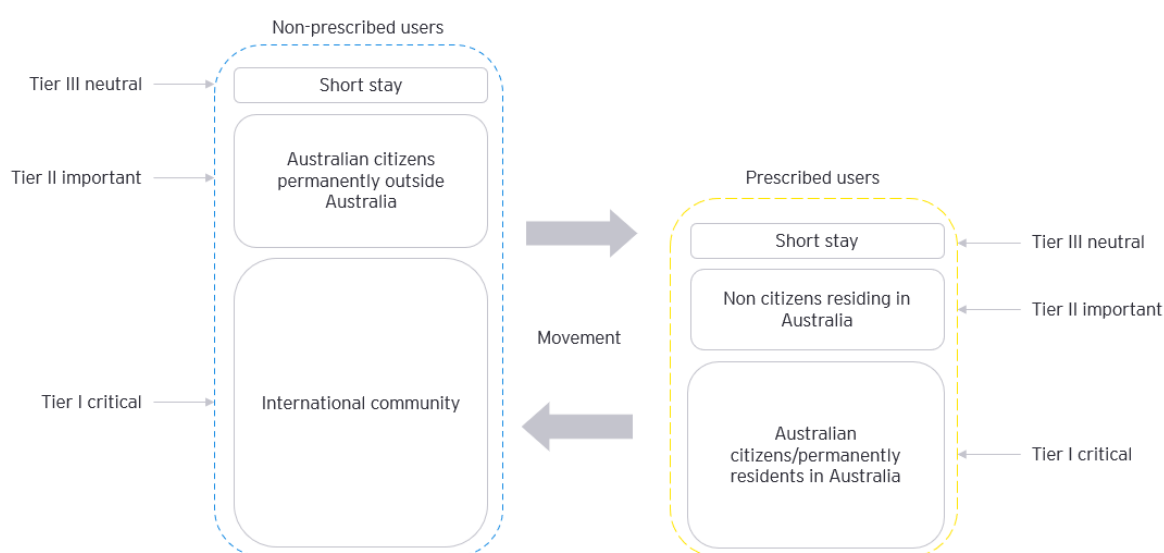 Non-prescribed users
Tier III neutral
Short stay
Tier II important
Australian citizens
permanently outside
Australia
Tier I critical
International community
Movement
Prescribed users
Short stay
Tier III neutral
Non citizens residing in
Australia
Tier II important
Australian
citizens/permanently
residents in Australia
Tier I critical